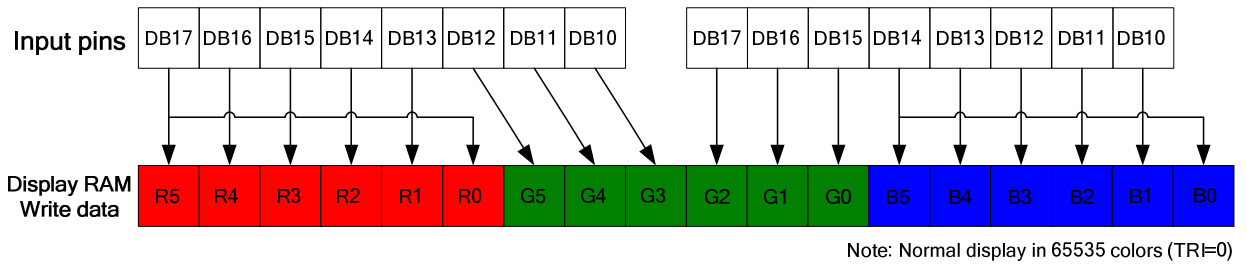 Input pins DB17 DB16 DB15 DB14 DB13 DB12 DB11 DB10 DB17 DB16 DB15 DB14 DB13 DB12 DB11 DB10
Display RAM
Write data
R5 R4 R3 R2 R1 R0 G5 G4 G3 G2 G1 G0 B5 B4 B3 B2 B1 B0
Note: Normal display in 65535 colors (TRI=0)